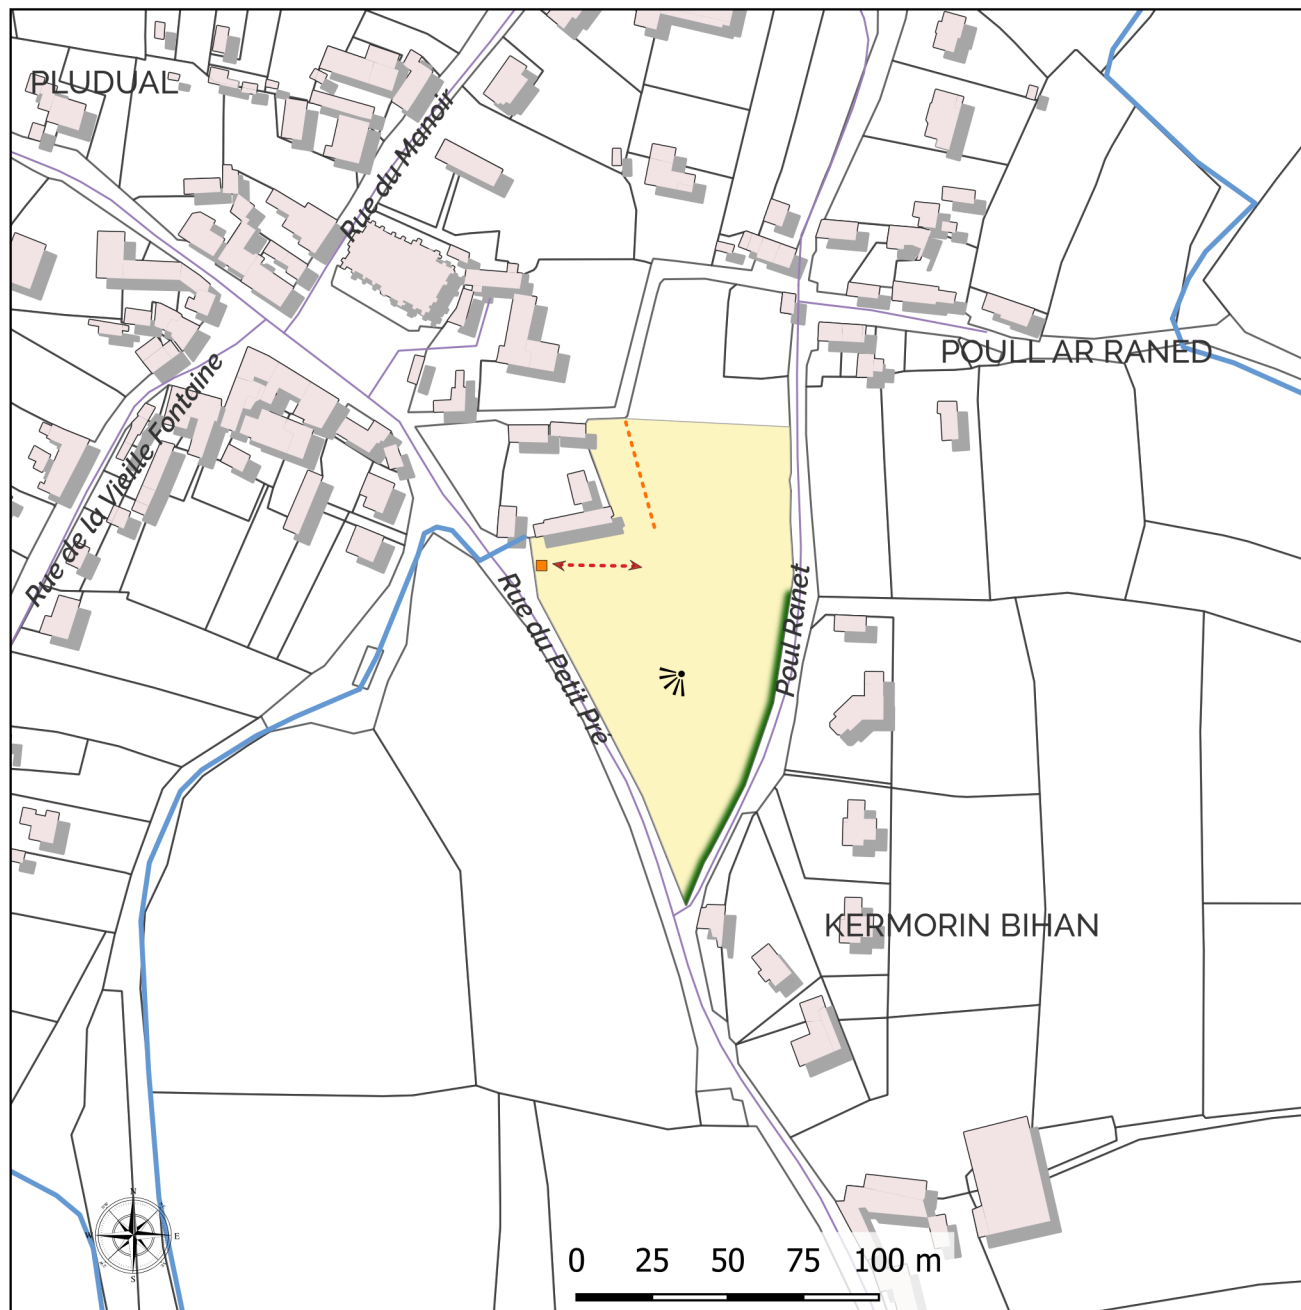 PLUDUAL
Rue du Manoir
POULL AR RANED
Rue de la Vieille Fontaine
Rue du Petit Pré
Poul Ranet
KERMORIN BIHAN
N
W E
S
0 25 50 75 100 m